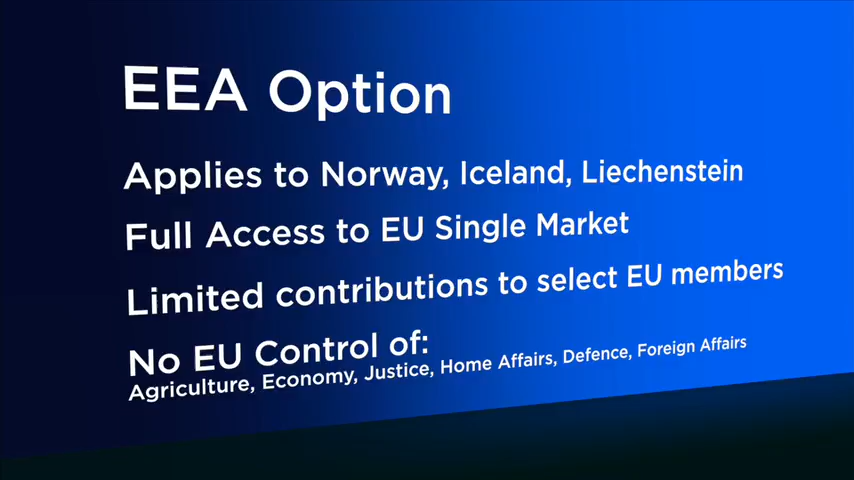 EEA Option
Applies to Norway, Iceland, Liechenstein
Full Access to EU Single Market
Limited contributions to select EU members
No EU Control of:
Agriculture, Economy, Justice, Home Affairs, Defence, Foreign Affairs